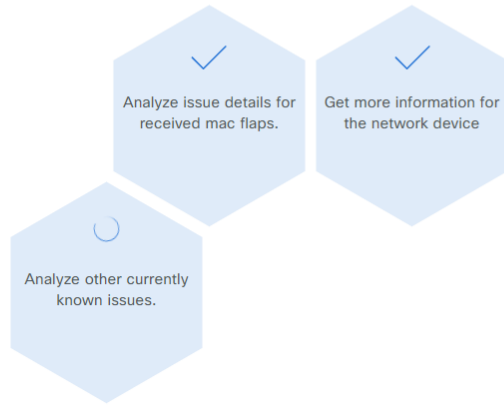 Analyze issue details for
received mac flaps.
Get more information for
the network device
Analyze other currently
known issues.